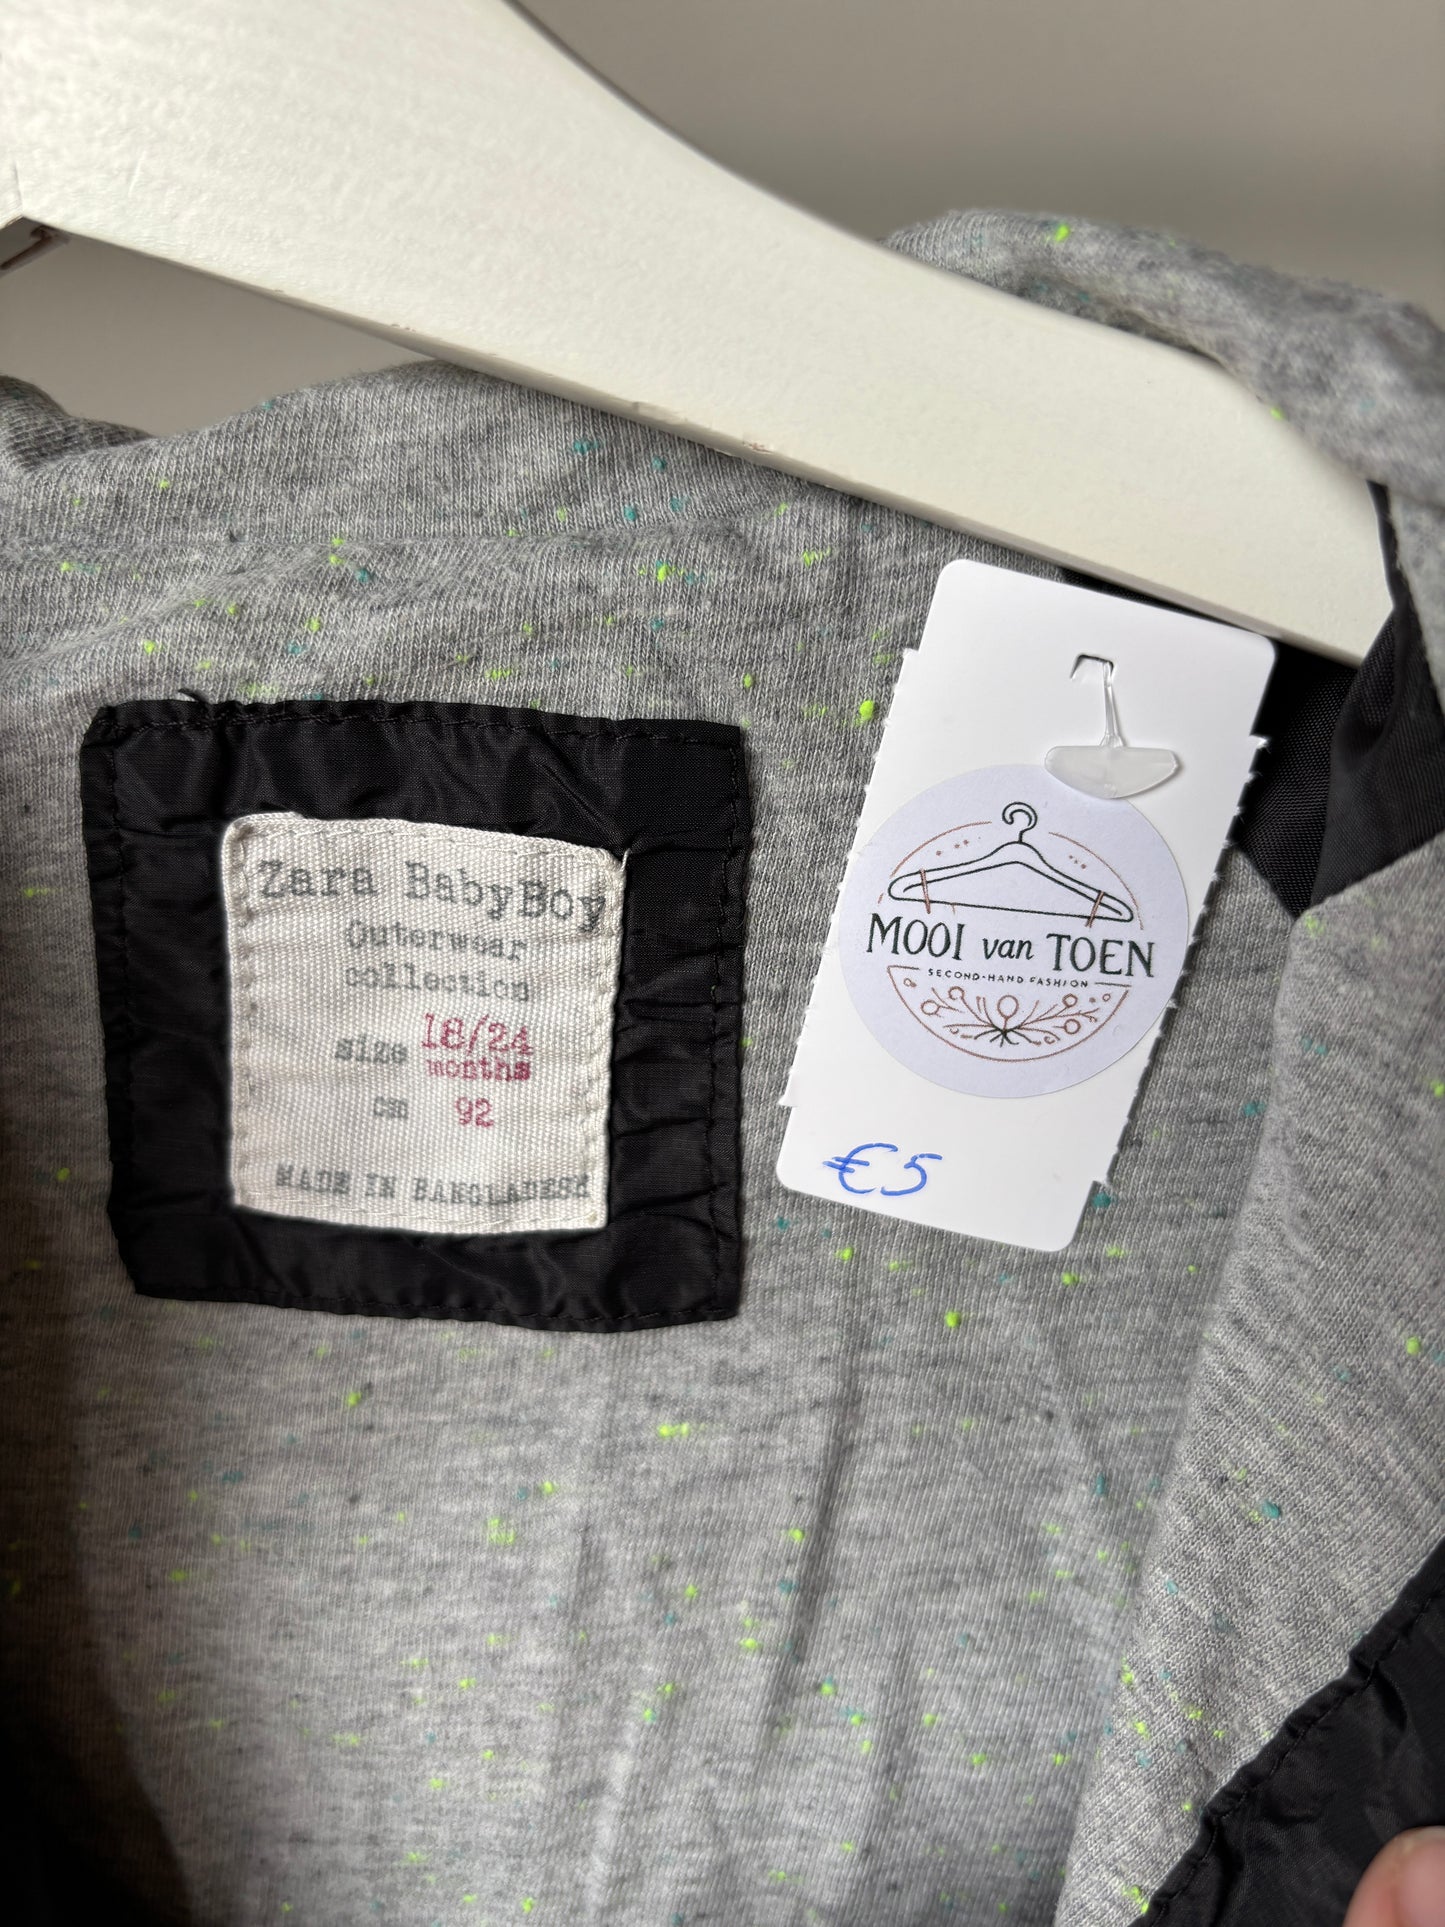 Zara BabyBoy
Outerwear
collection
size 18/24
months
cm 92
MADE IN BANGLADESH
MOOI van TOEN
SECOND-HAND FASHION
€5